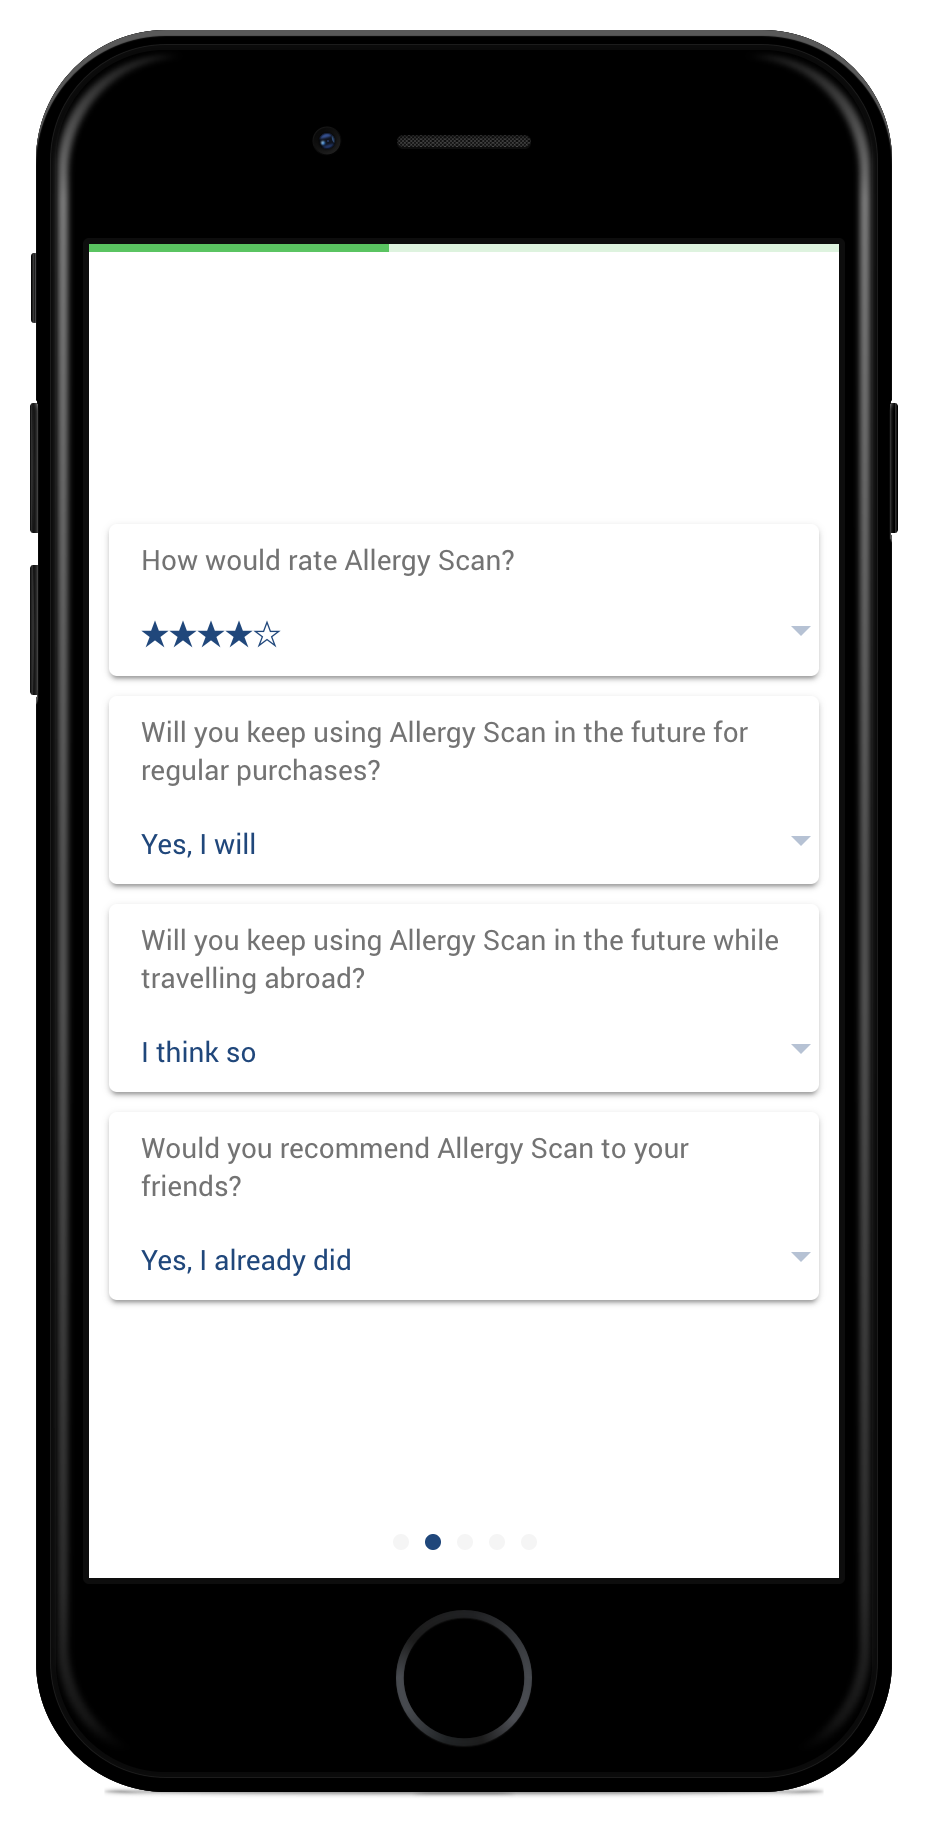 How would rate Allergy Scan?
★★★★☆
Will you keep using Allergy Scan in the future for
regular purchases?
Yes, I will
Will you keep using Allergy Scan in the future while
travelling abroad?
I think so
Would you recommend Allergy Scan to your
friends?
Yes, I already did